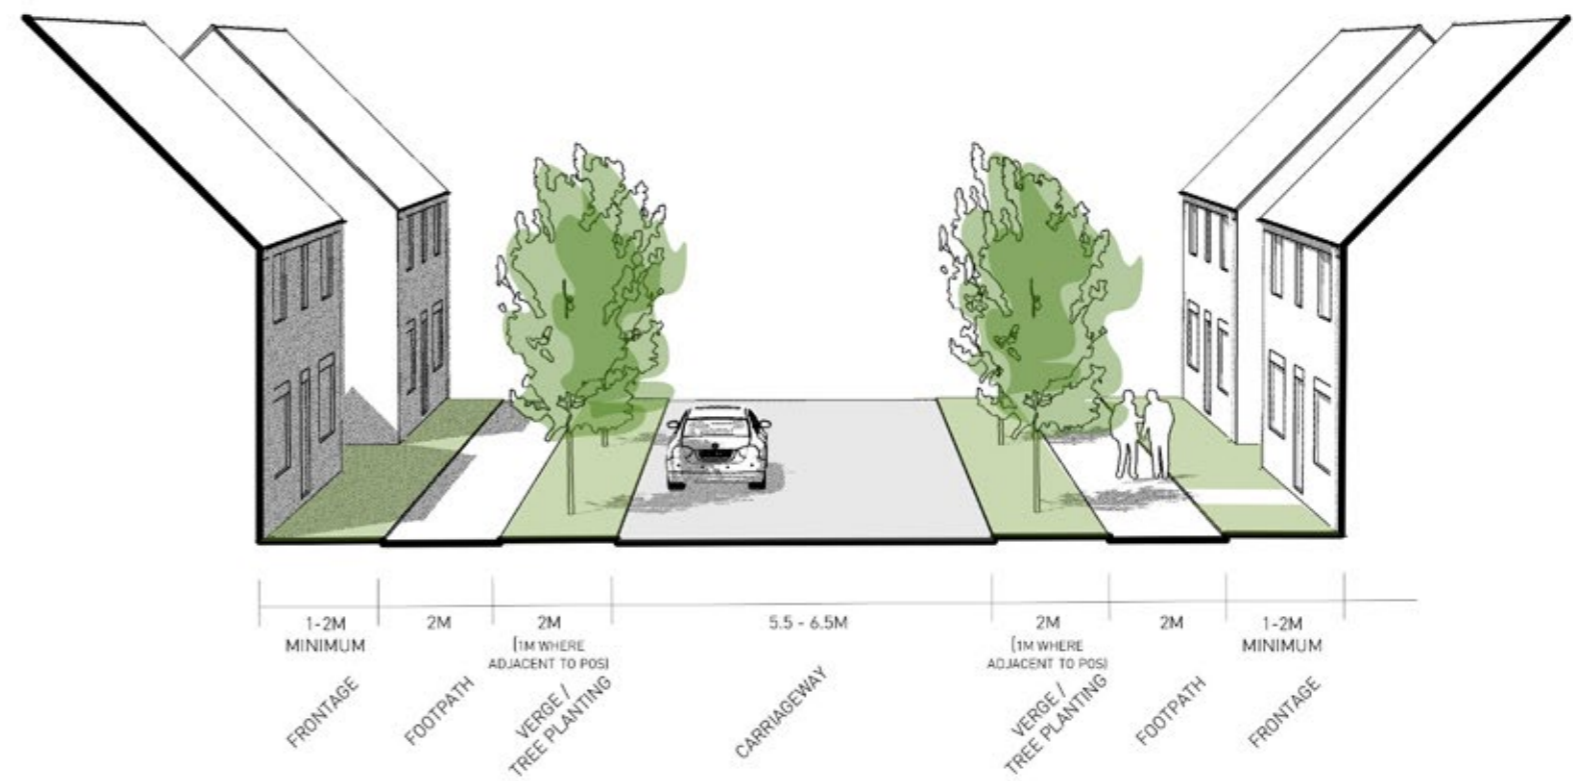 1-2M
MINIMUM
2M
2M
(1M WHERE
ADJACENT TO POS)
5.5 - 6.5M
2M
(1M WHERE
ADJACENT TO POS)
2M
1-2M
MINIMUM
FRONTAGE
FOOTPATH
VERGE /
TREE PLANTING
CARRIAGEWAY
VERGE /
TREE PLANTING
FOOTPATH
FRONTAGE